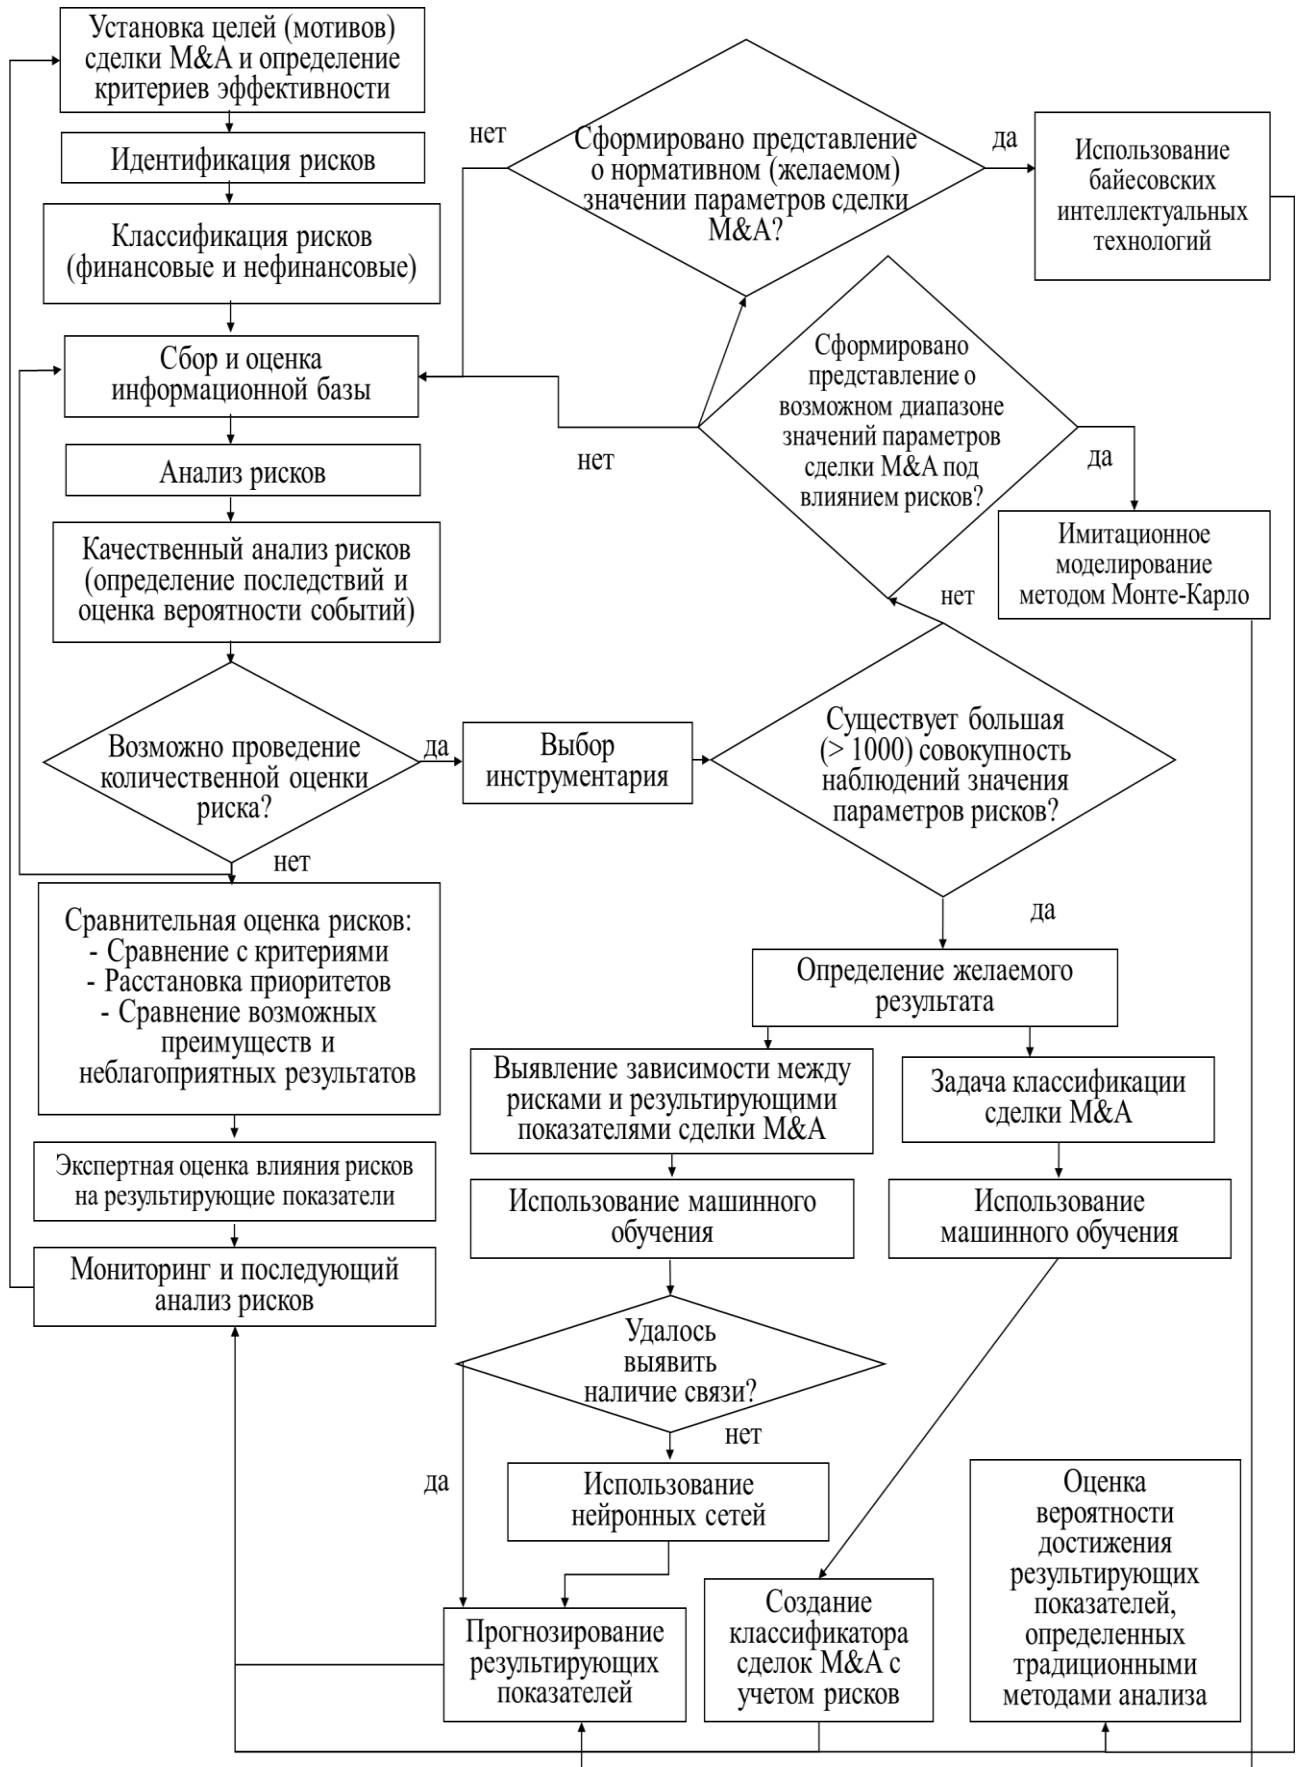 Установка целей (мотивов)
сделки M&A и определение
критериев эффективности
Идентификация рисков
Классификация рисков
(финансовые и нефинансовые)
Сбор и оценка
информационной базы
Анализ рисков
Качественный анализ рисков
(определение последствий и
оценка вероятности событий)
Возможно проведение
количественной оценки
риска?
да
нет
Сравнительная оценка рисков:
- Сравнение с критериями
- Расстановка приоритетов
- Сравнение возможных
преимуществ и
неблагоприятных результатов
Экспертная оценка влияния рисков
на результирующие показатели
Мониторинг и последующий
анализ рисков
Выбор
инструментария
Существует большая
(> 1000) совокупность
наблюдений значения
параметров рисков?
нет
да
Сформировано
представление о
возможном диапазоне
значений параметров
сделки M&A под
влиянием рисков?
нет
да
Имитационное
моделирование
методом Монте-Карло
Сформировано представление
о нормативном (желаемом)
значении параметров сделки
M&A?
нет
да
Использование
байесовских
интеллектуальных
технологий
Определение желаемого
результата
Выявление зависимости между
рисками и результирующими
показателями сделки M&A
Задача классификации
сделки M&A
Использование машинного
обучения
Использование
машинного обучения
Удалось
выявить
наличие связи?
да
нет
Использование
нейронных сетей
Прогнозирование
результирующих
показателей
Создание
классификатора
сделок M&A с
учетом рисков
Оценка
вероятности
достижения
результирующих
показателей,
определенных
традиционными
методами анализа